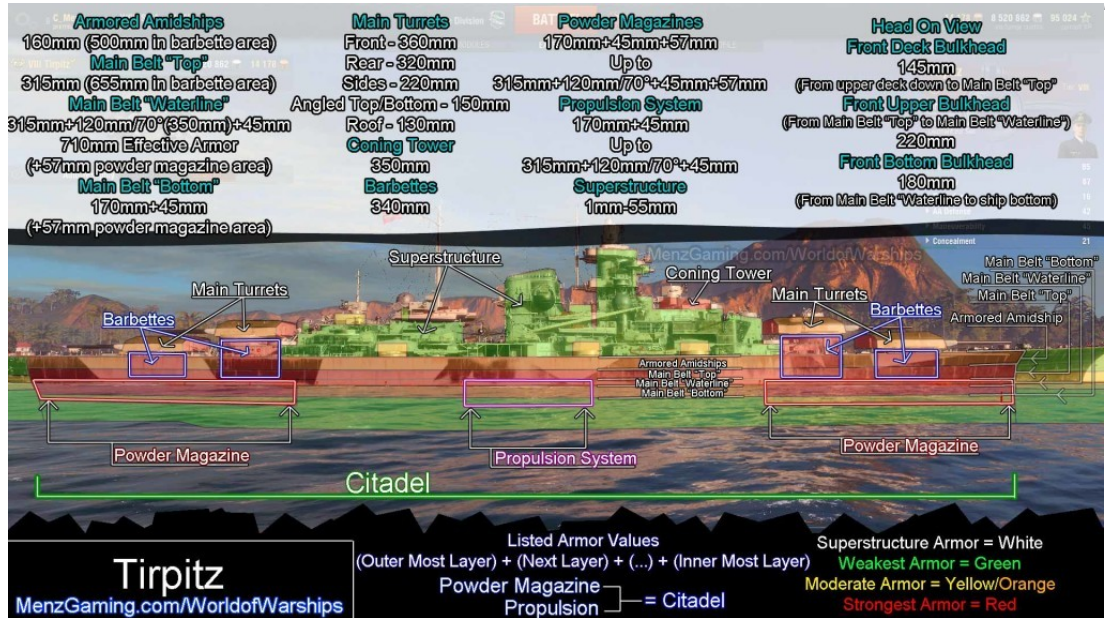 Armored Amidships
160mm (500mm in barbette area)
Main Belt "Top"
315mm (655mm in barbette area)
Main Belt "Waterline"
315mm+120mm/70°(350mm)+45mm
710mm Effective Armor
(+57mm powder magazine area)
Main Belt "Bottom"
170mm+45mm
(+57mm powder magazine area)
Main Turrets
Front - 360mm
Rear - 320mm
Sides - 220mm
Angled Top/Bottom - 150mm
Roof - 130mm
Coning Tower
350mm
Barbettes
340mm
Division
BAT
Powder Magazines
170mm+45mm+57mm
Up to
315mm+120mm/70°+45mm+57mm
Propulsion System
170mm+45mm
Up to
315mm+120mm/70°+45mm
Superstructure
1mm-55mm
8 520 982
95 024
Head On View
Front Deck Bulkhead
145mm
(From upper deck down to Main Belt "Top"
Front Upper Bulkhead
(From Main Belt "Top" to Main Belt "Waterline")
220mm
Front Bottom Bulkhead
180mm
(From Main Belt "Waterline to ship bottom)
Concealment 21
MenzGaming.com/WorldofWarships
Superstructure
Coning Tower
Main Turrets
Main Turrets
Barbettes
Barbettes
Main Belt "Bottom"
Main Belt "Waterline"
Main Belt "Top"
Armored Amidship
Armored Amidships
Main Belt "Top"
Main Belt "Waterline"
Main Belt "Bottom"
Powder Magazine
Propulsion System
Powder Magazine
Citadel
Tirpitz
MenzGaming.com/WorldofWarships
Listed Armor Values
(Outer Most Layer) + (Next Layer) + (...) + (Inner Most Layer)
Powder Magazine
Propulsion
= Citadel
Superstructure Armor = White
Weakest Armor = Green
Moderate Armor = Yellow/Orange
Strongest Armor = Red